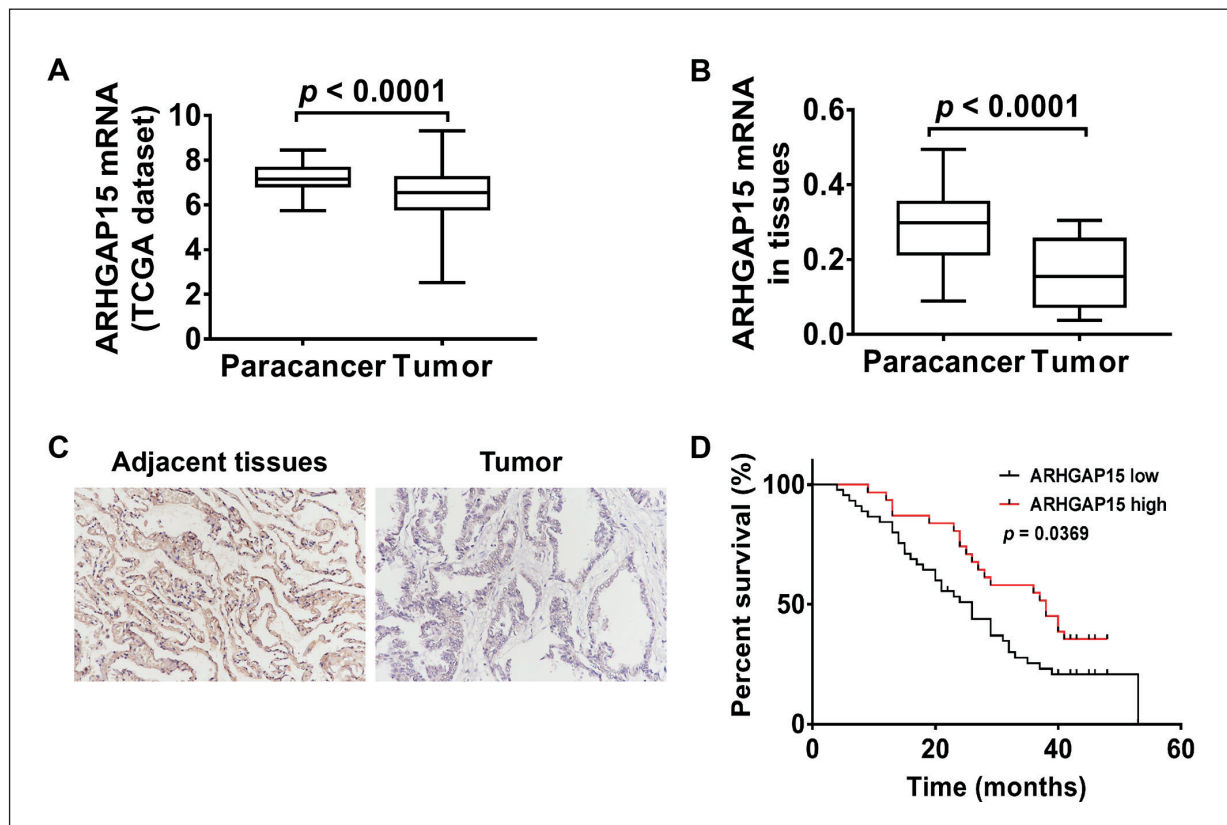 A
ARHGAP15 mRNA
(TCGA dataset)
p < 0.0001
10
8
6
4
2
0
Paracancer Tumor
B
ARHGAP15 mRNA
in tissues
p < 0.0001
0.6
0.4
0.2
0.0
Paracancer Tumor
C
Adjacent tissues
Tumor
D
Percent survival (%)
100
50
0
ARHGAP15 low
ARHGAP15 high
p = 0.0369
0
20
40
60
Time (months)